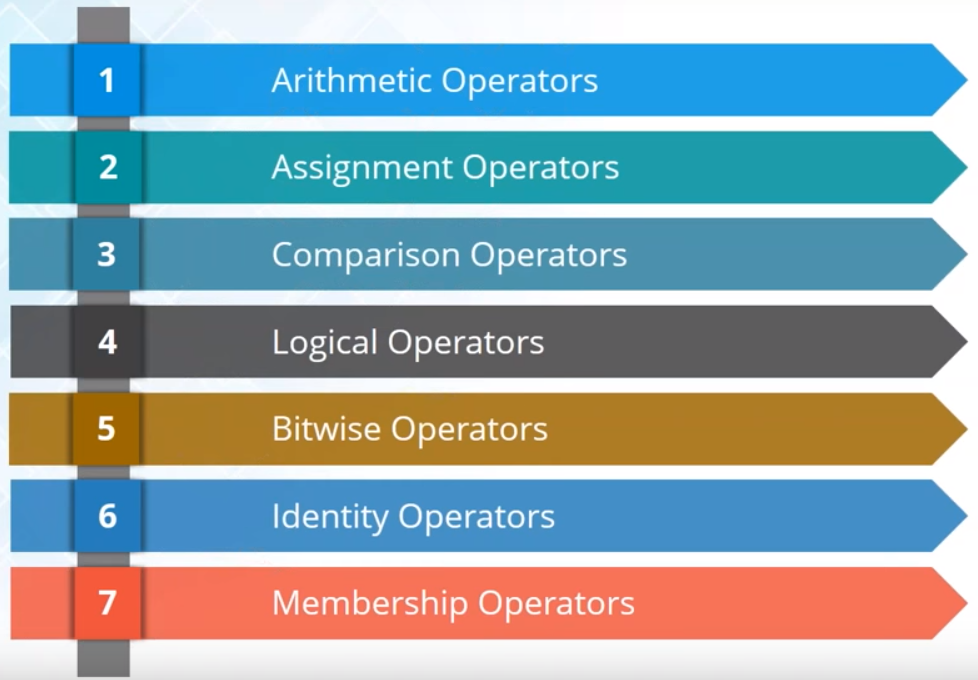 1 Arithmetic Operators
2 Assignment Operators
3 Comparison Operators
4 Logical Operators
5 Bitwise Operators
6 Identity Operators
7 Membership Operators